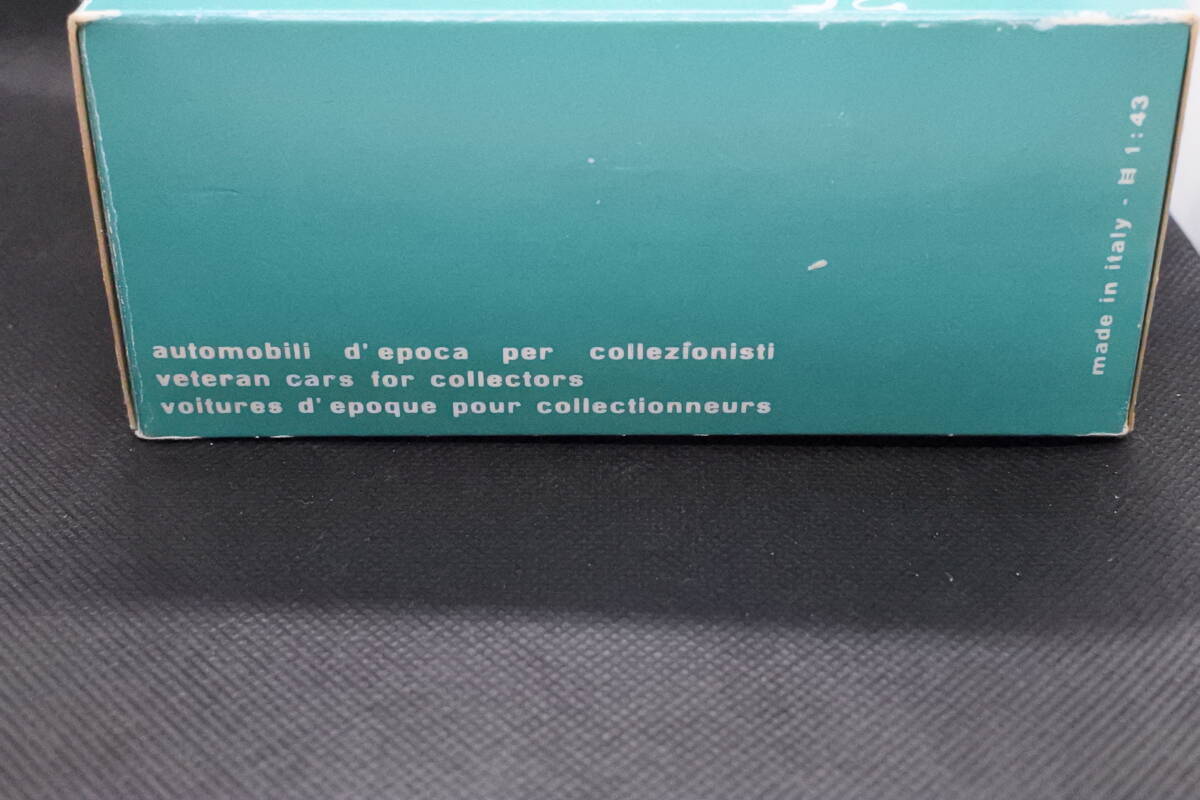 automobili d'epoca per collezionisti
veteran cars for collectors
voitures d'epoque pour collectionneurs
made in italy - 1:43